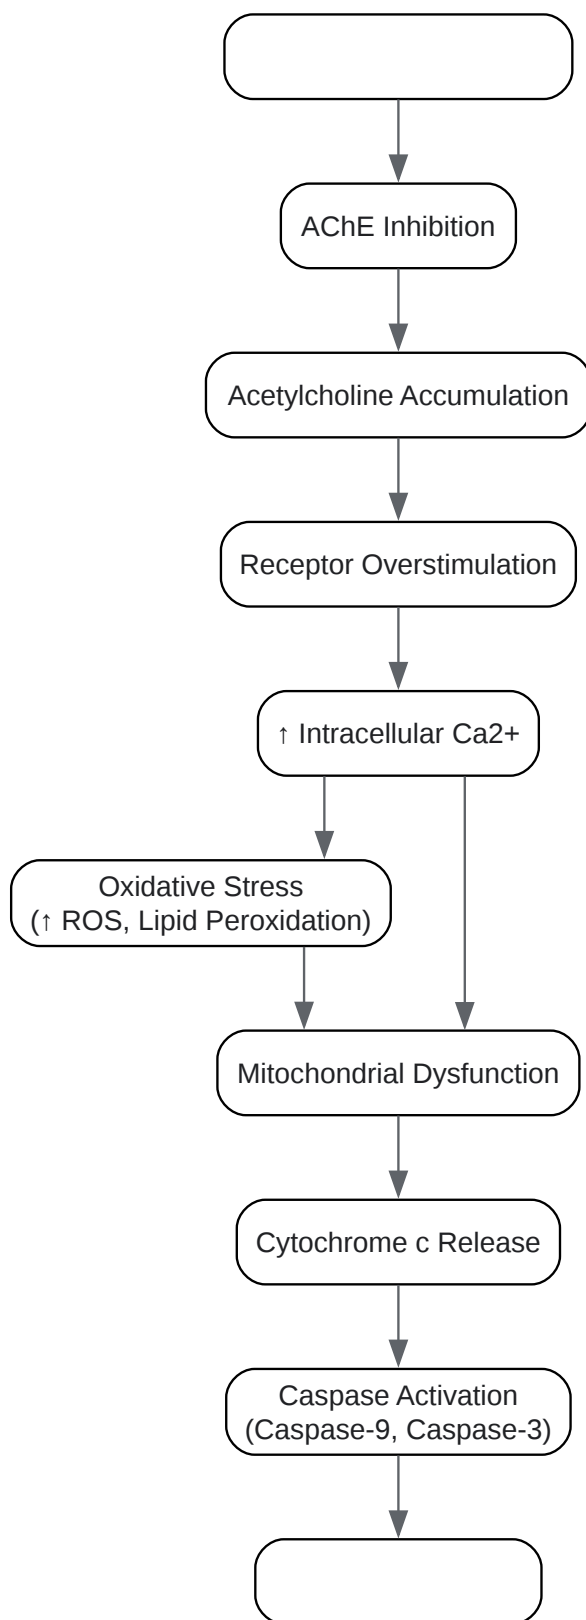 AChE Inhibition
Acetylcholine Accumulation
Receptor Overstimulation
↑ Intracellular Ca2+
Oxidative Stress
(↑ ROS, Lipid Peroxidation)
Mitochondrial Dysfunction
Cytochrome c Release
Caspase Activation
(Caspase-9, Caspase-3)